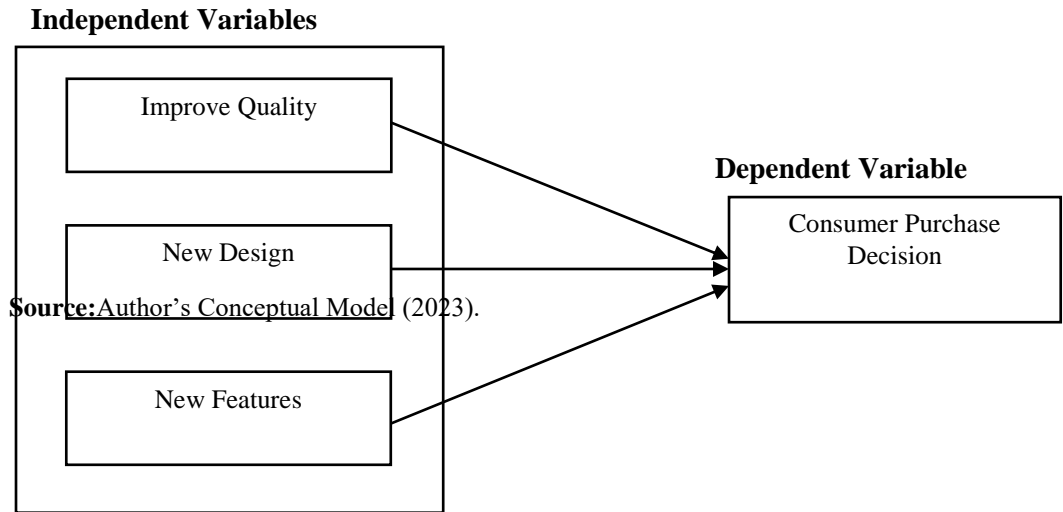 Independent Variables
Improve Quality
Dependent Variable
Consumer Purchase
Decision
New Design
Source:Author’s Conceptual Model (2023).
New Features